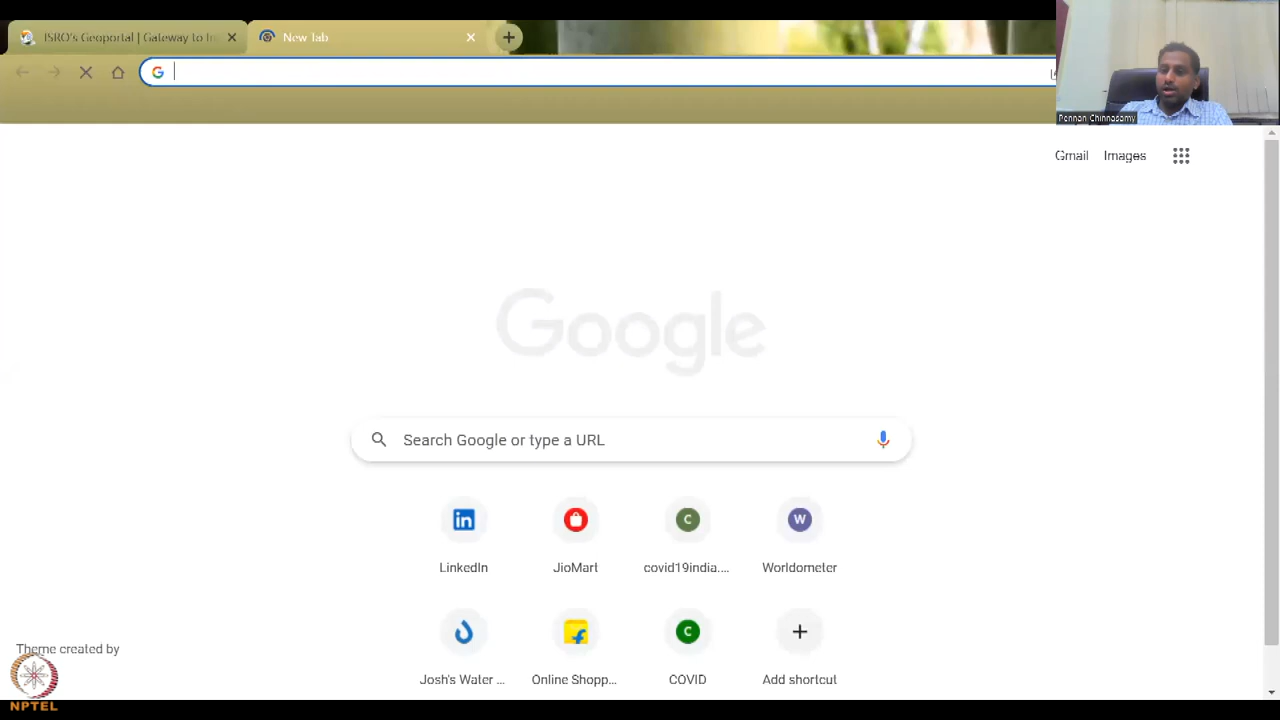 ISRO's Geoportal | Gateway to In
New Tab
Pennan Chinnasamy
Gmail Images
Google
Search Google or type a URL
LinkedIn JioMart covid19india.... Worldometer
Josh's Water ... Online Shopp... COVID Add shortcut
Theme created by
NPTEL